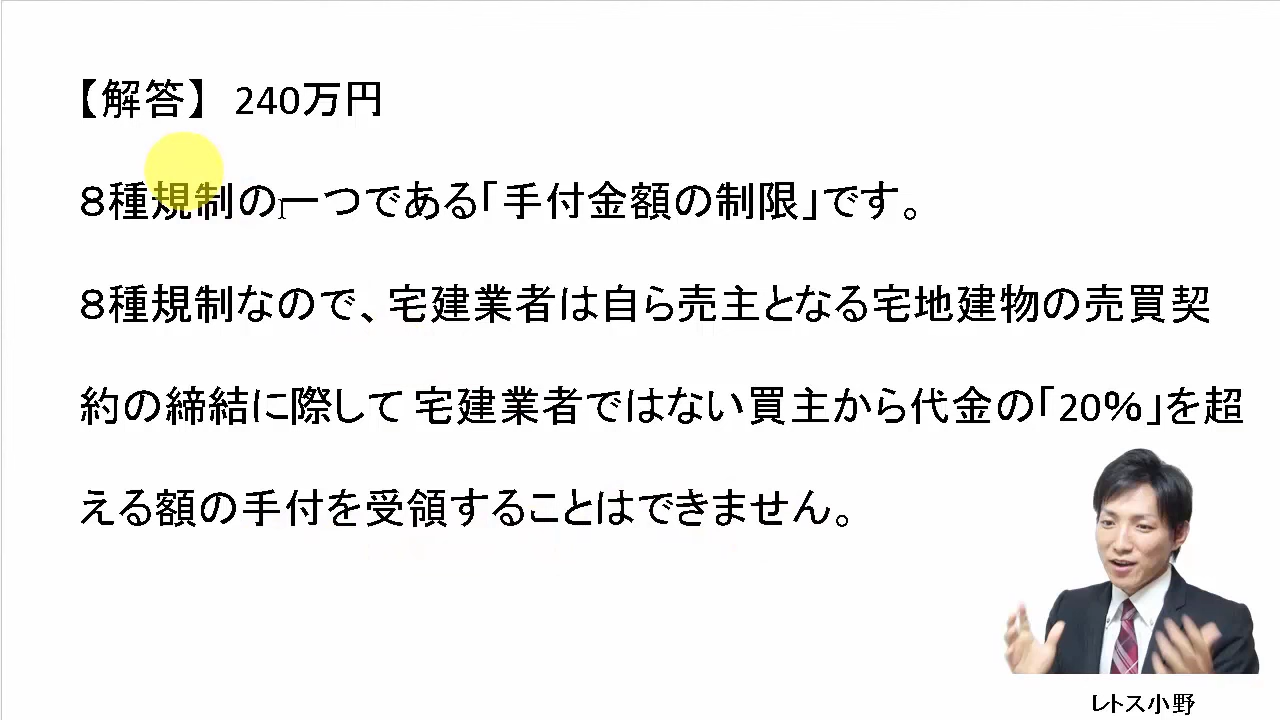 【解答】 240万円
８種規制の一つである「手付金額の制限」です。
８種規制なので、宅建業者は自ら売主となる宅地建物の売買契
約の締結に際して 宅建業者ではない買主から代金の「20％」を超
える額の手付を受領することはできません。
レトス小野